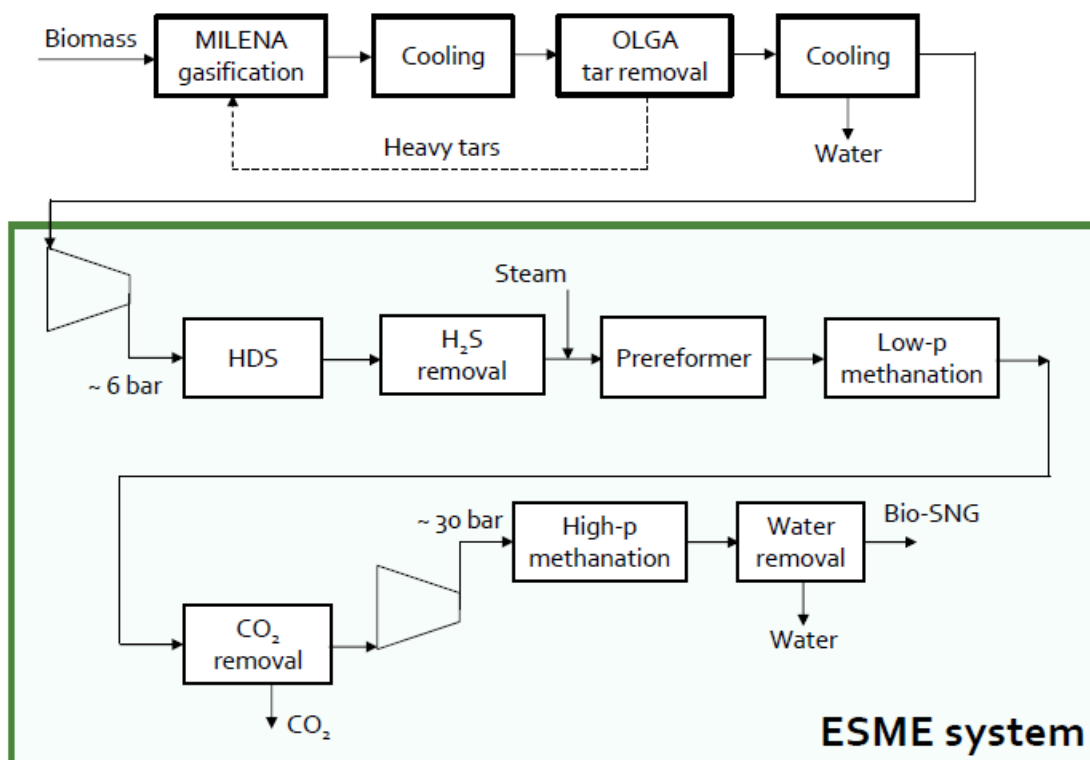 Biomass
MILENA
gasification
Cooling
OLGA
tar removal
Cooling
Heavy tars
Water
Steam
~ 6 bar
HDS
H₂S
removal
Prereformer
Low-p
methanation
~ 30 bar
High-p
methanation
Water
removal
Bio-SNG
Water
CO₂
removal
CO₂
ESME system